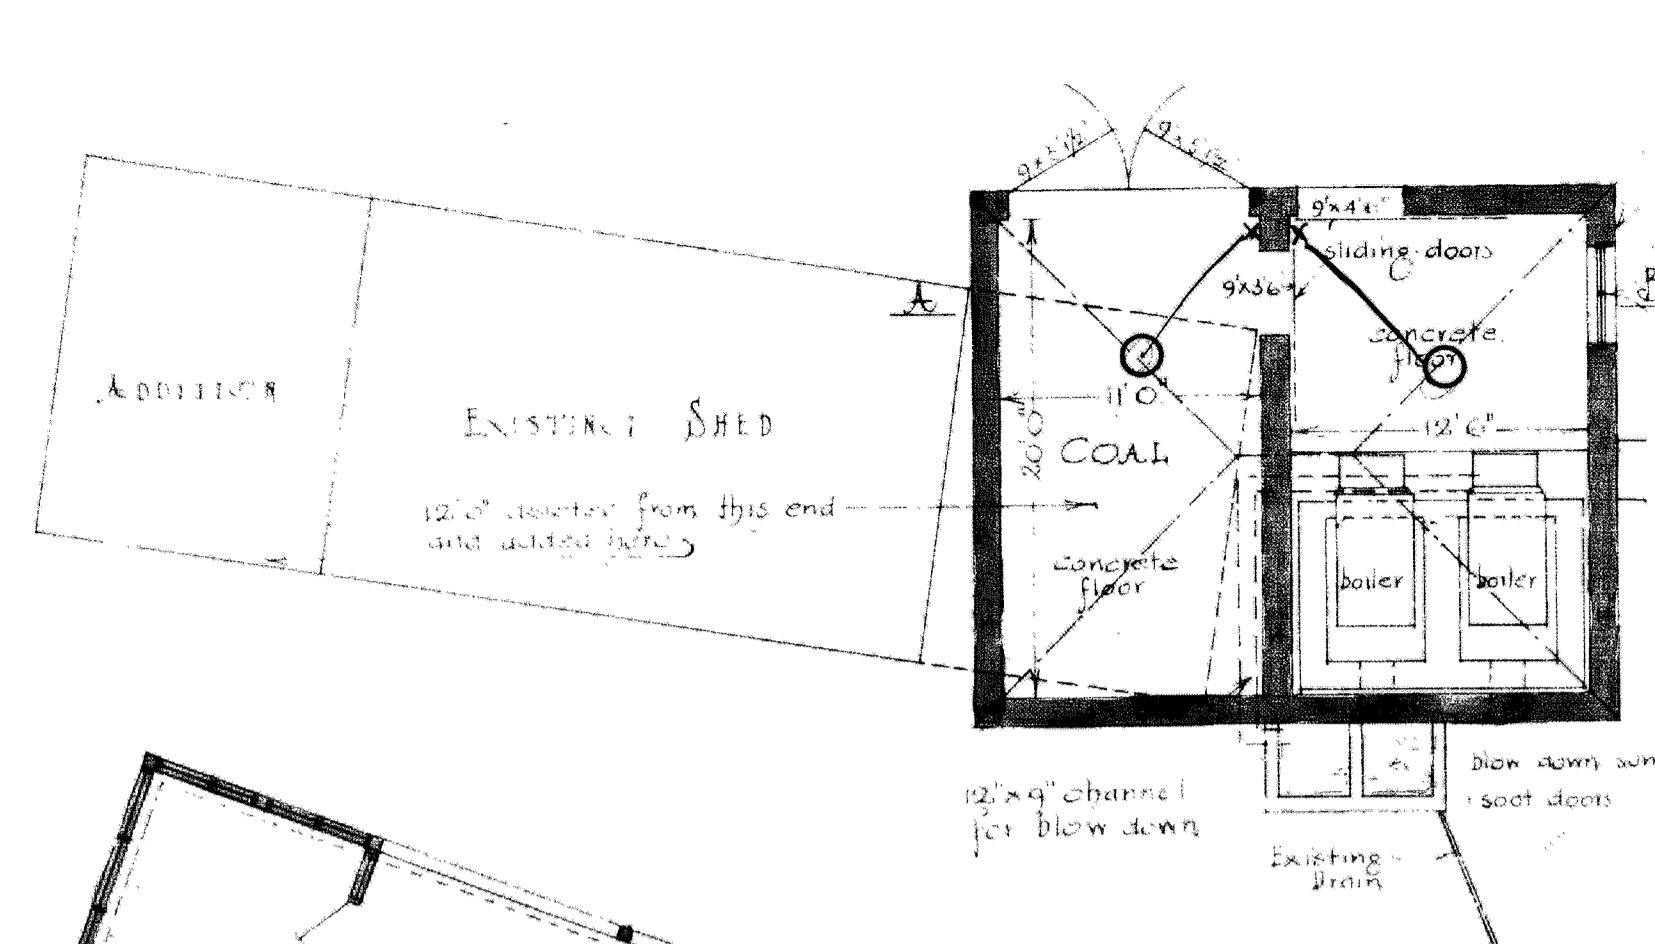 9'x4'6"
sliding doors
A
9'x3'6"
concrete
floor
ADDITION
EXISTING SHED
11'0"
12'6"
20'0"
COAL
12'0" deleted from this end
and added here
concrete
floor
boiler
boiler
12"x9" channel
for blow down
blow down
soot doors
Existing
Drain